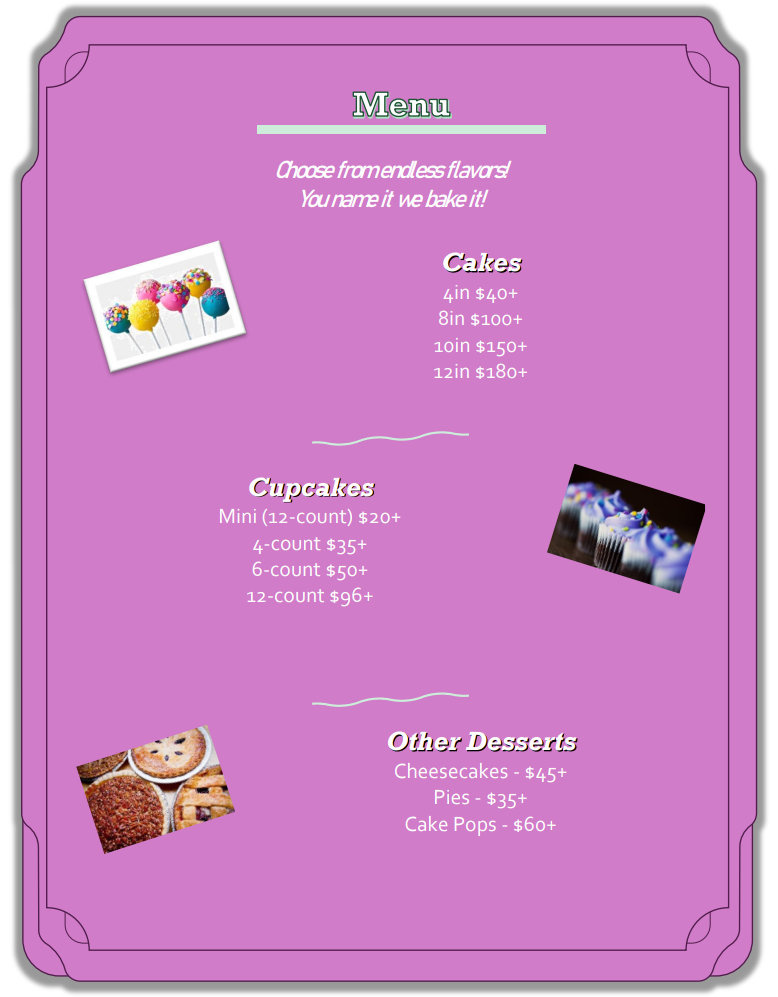 Menu
Choose from endless flavors!
You name it we bake it!
Cakes
4in $40+
8in $100+
10in $150+
12in $180+
Cupcakes
Mini (12-count) $20+
4-count $35+
6-count $50+
12-count $96+
Other Desserts
Cheesecakes - $45+
Pies - $35+
Cake Pops - $60+